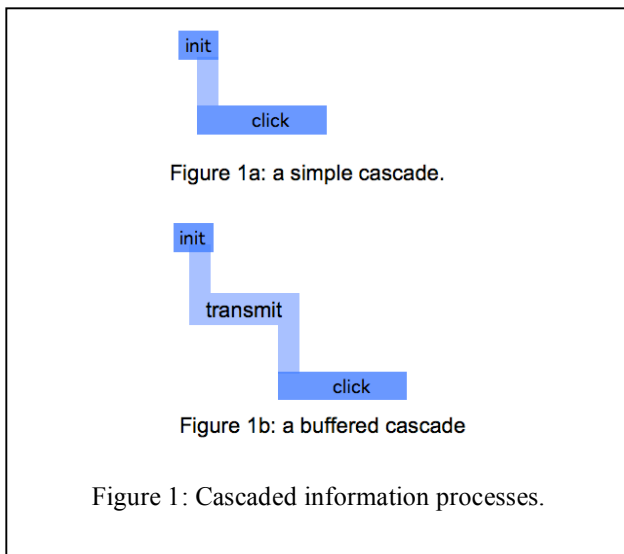 init
click
Figure 1a: a simple cascade.
init
transmit
click
Figure 1b: a buffered cascade
Figure 1: Cascaded information processes.